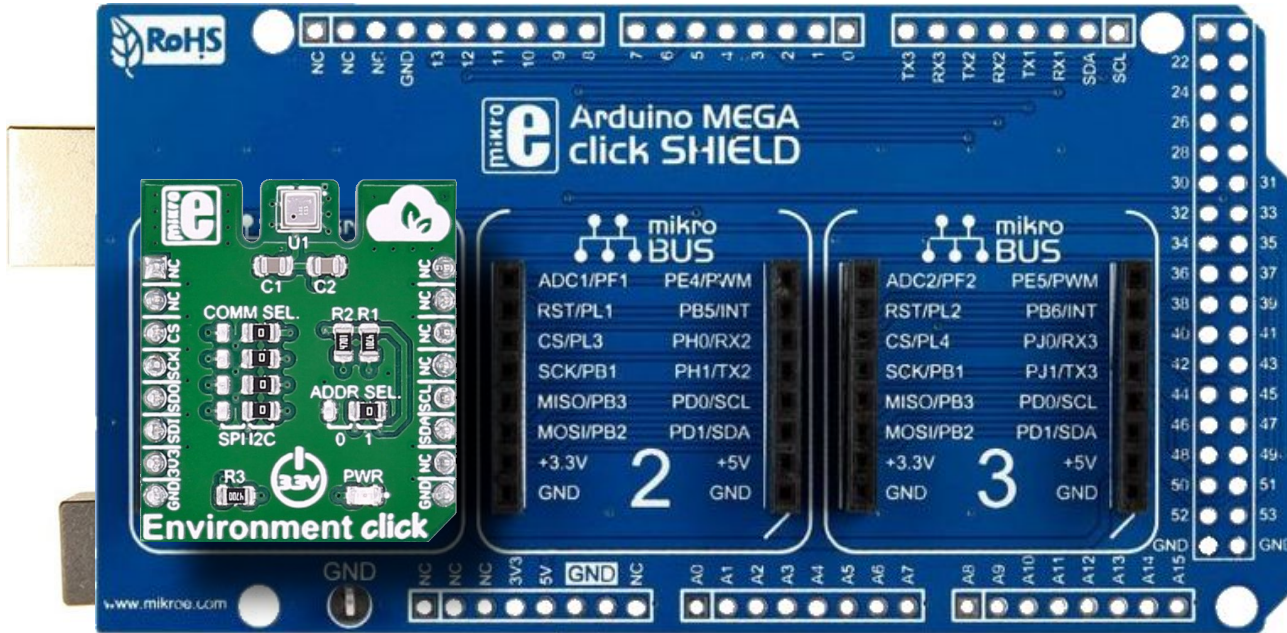 RoHS
NC NC NC GND 13 12 11 10 9 8
7 6 5 4 3 2 1 0
TX3 RX3 TX2 RX2 TX1 RX1 SDA SCL
22
24
26
28
30 31
32 33
34 35
36 37
38 39
40 41
42 43
44 45
46 47
48 49
50 51
52 53
GND GND
mikro
e
Arduino MEGA
click SHIELD
mikro
e
U1
C1 C2
NC NC
NC NC
CS NC
SCK NC
SDO SCL
SDI SDA
3V3 NC
GND GND
COMM SEL.
R2 R1
4701 4701
0
0
0
0
ADDR SEL.
0
SPI I2C
0 1
R3
4700
3.3V
PWR
Environment click
mikro
BUS
ADC1/PF1 PE4/PWM
RST/PL1 PB5/INT
CS/PL3 PH0/RX2
SCK/PB1 PH1/TX2
MISO/PB3 PD0/SCL
MOSI/PB2 PD1/SDA
+3.3V +5V
GND GND
2
mikro
BUS
ADC2/PF2 PE5/PWM
RST/PL2 PB6/INT
CS/PL4 PJ0/RX3
SCK/PB1 PJ1/TX3
MISO/PB3 PD0/SCL
MOSI/PB2 PD1/SDA
+3.3V +5V
GND GND
3
www.mikroe.com
GND
NC NC NC 3V3 5V GND NC
A0 A1 A2 A3 A4 A5 A6 A7
A8 A9 A10 A11 A12 A13 A14 A15